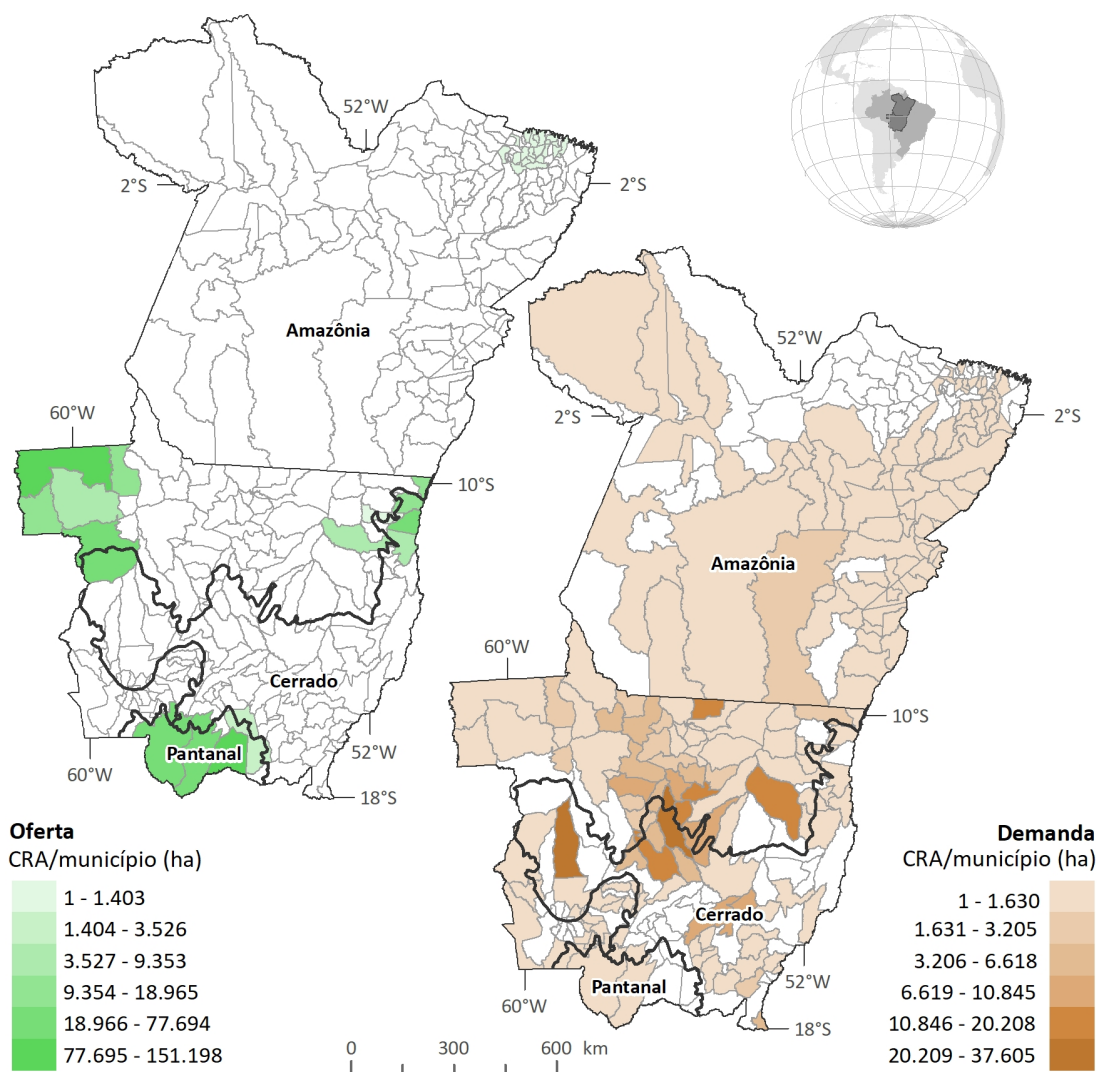 52°W
2°S
2°S
Amazônia
52°W
60°W
2°S
2°S
10°S
Amazônia
60°W
Cerrado
10°S
Pantanal
52°W
60°W
18°S
Cerrado
Pantanal
52°W
60°W
18°S
Oferta
CRA/município (ha)
1 - 1.403
1.404 - 3.526
3.527 - 9.353
9.354 - 18.965
18.966 - 77.694
77.695 - 151.198
Demanda
CRA/município (ha)
1 - 1.630
1.631 - 3.205
3.206 - 6.618
6.619 - 10.845
10.846 - 20.208
20.209 - 37.605
0 300 600 km